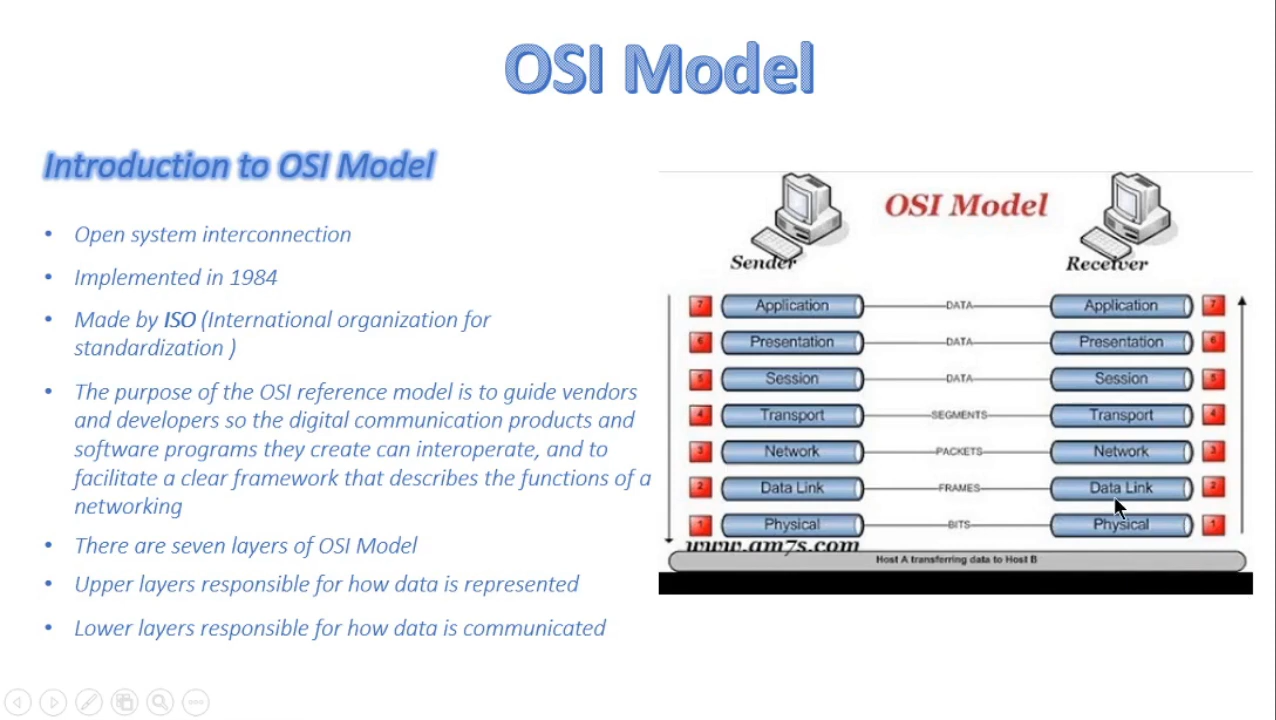 OSI Model
Introduction to OSI Model
• Open system interconnection
• Implemented in 1984
• Made by ISO (International organization for
standardization )
• The purpose of the OSI reference model is to guide vendors
and developers so the digital communication products and
software programs they create can interoperate, and to
facilitate a clear framework that describes the functions of a
networking
• There are seven layers of OSI Model
• Upper layers responsible for how data is represented
• Lower layers responsible for how data is communicated
OSI Model
Sender Receiver
7 Application DATA Application 7
6 Presentation DATA Presentation 6
5 Session DATA Session 5
4 Transport SEGMENTS Transport 4
3 Network PACKETS Network 3
2 Data Link FRAMES Data Link 2
1 Physical BITS Physical 1
www.am7s.com
Host A transferring data to Host B